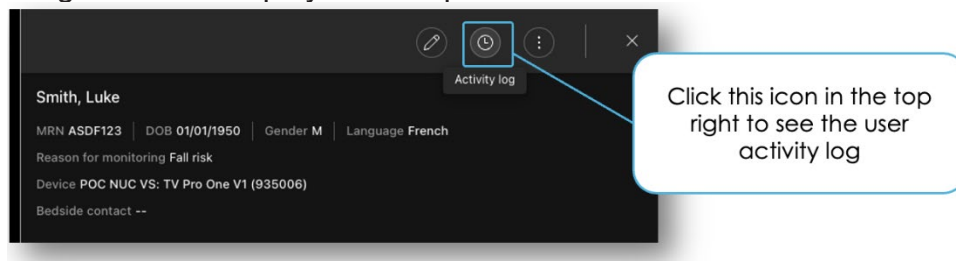 Activity log
Smith, Luke
MRN ASDF123 | DOB 01/01/1950 | Gender M | Language French
Reason for monitoring Fall risk
Device POC NUC VS: TV Pro One V1 (935006)
Bedside contact --
Click this icon in the top
right to see the user
activity log